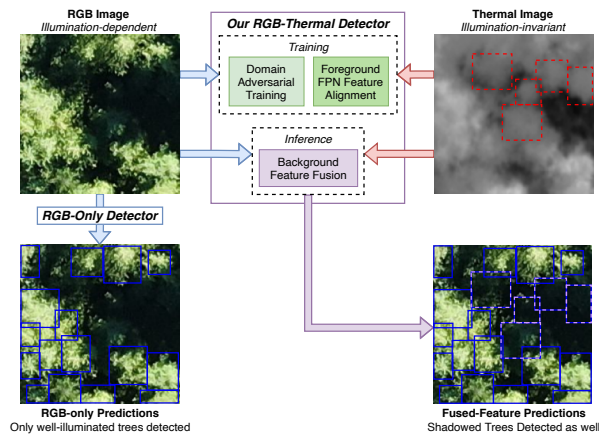 RGB Image
Illumination-dependent
Our RGB-Thermal Detector
Training
Domain
Adversarial
Training
Foreground
FPN Feature
Alignment
Inference
Background
Feature Fusion
Thermal Image
Illumination-invariant
RGB-Only Detector
RGB-only Predictions
Only well-illuminated trees detected
Fused-Feature Predictions
Shadowed Trees Detected as well